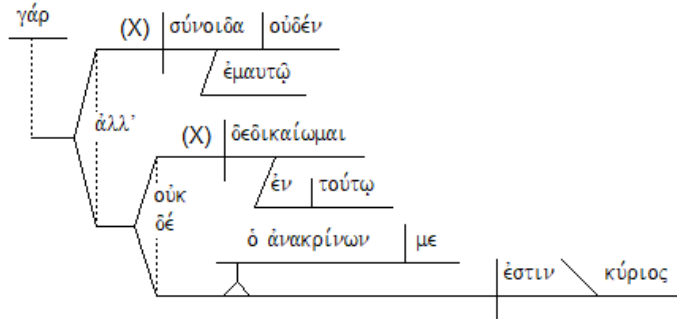 γάρ
(X) σύνοιδα οὐδέν
ἐμαυτῷ
ἀλλ'
(X) δεδικαίωμαι
οὐκ ἐν τούτῳ
δέ
ὁ ἀνακρίνων με
ἐστιν κύριος